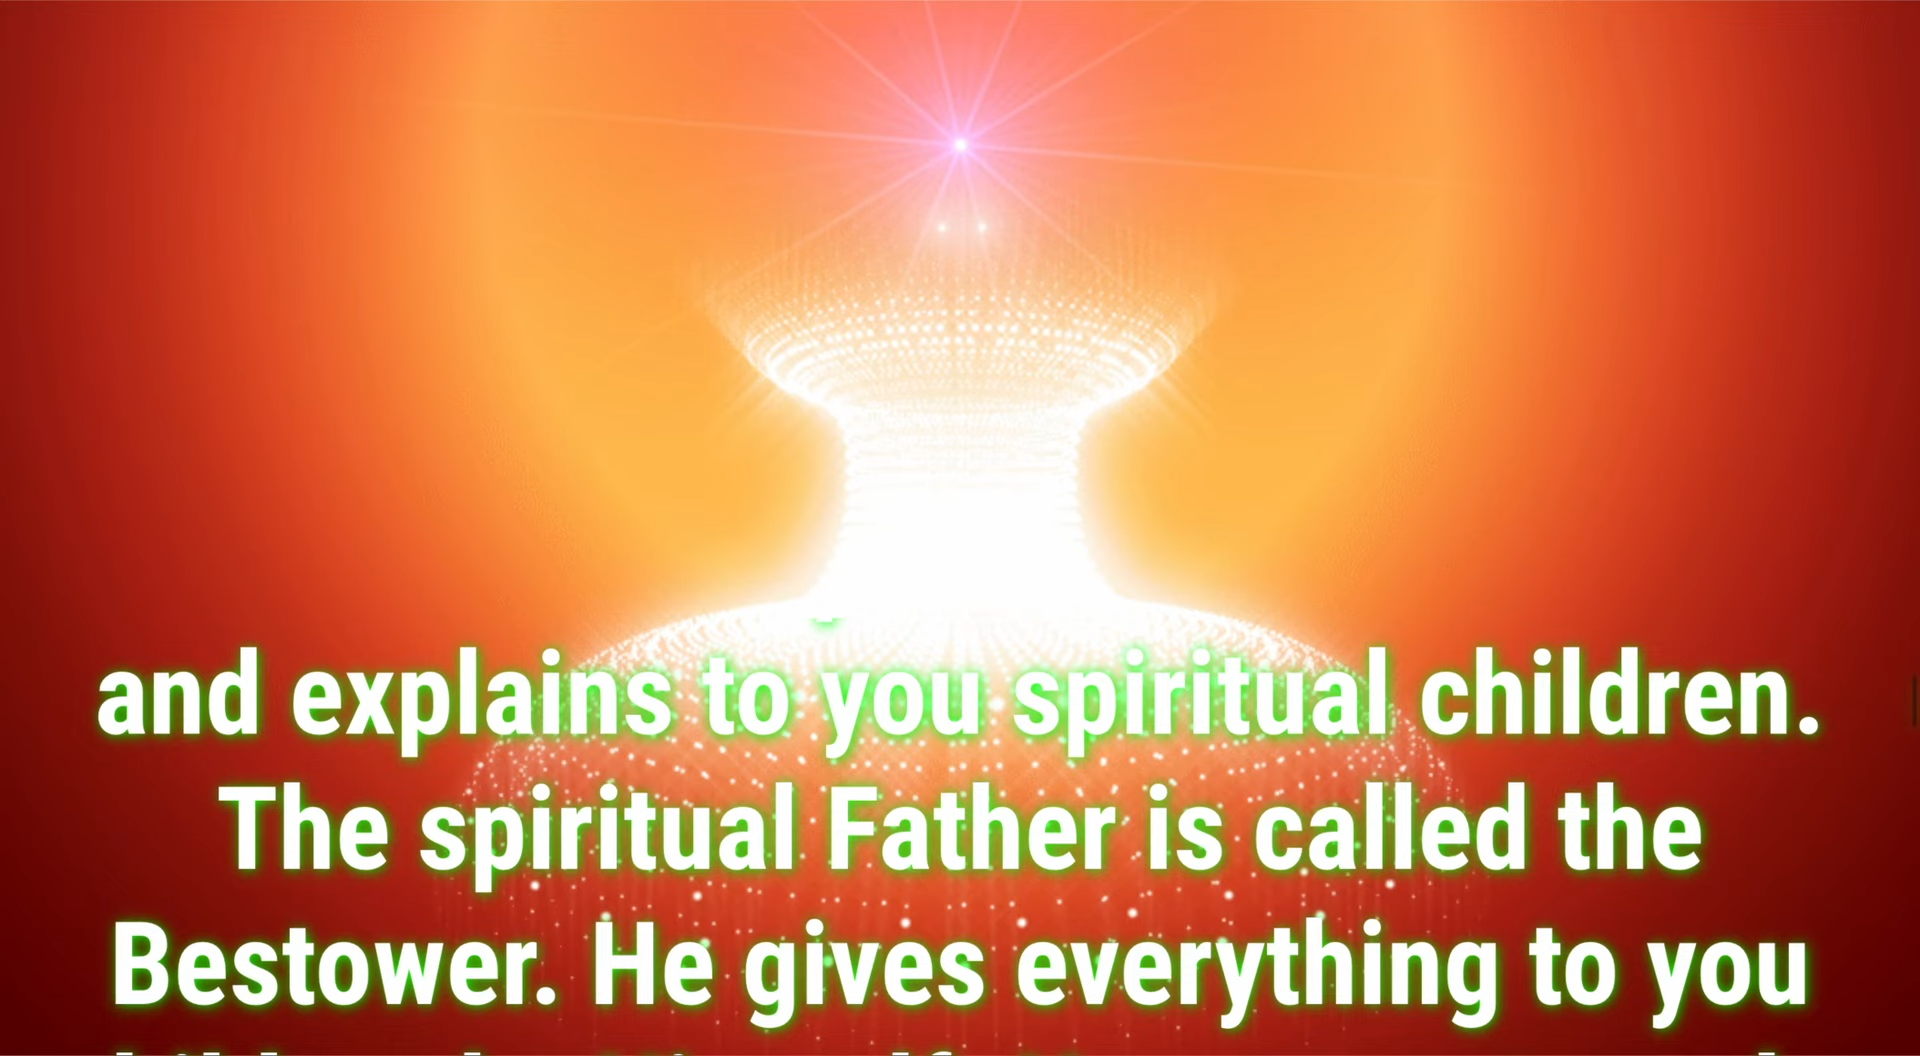 and explains to you spiritual children.
The spiritual Father is called the
Bestower. He gives everything to you